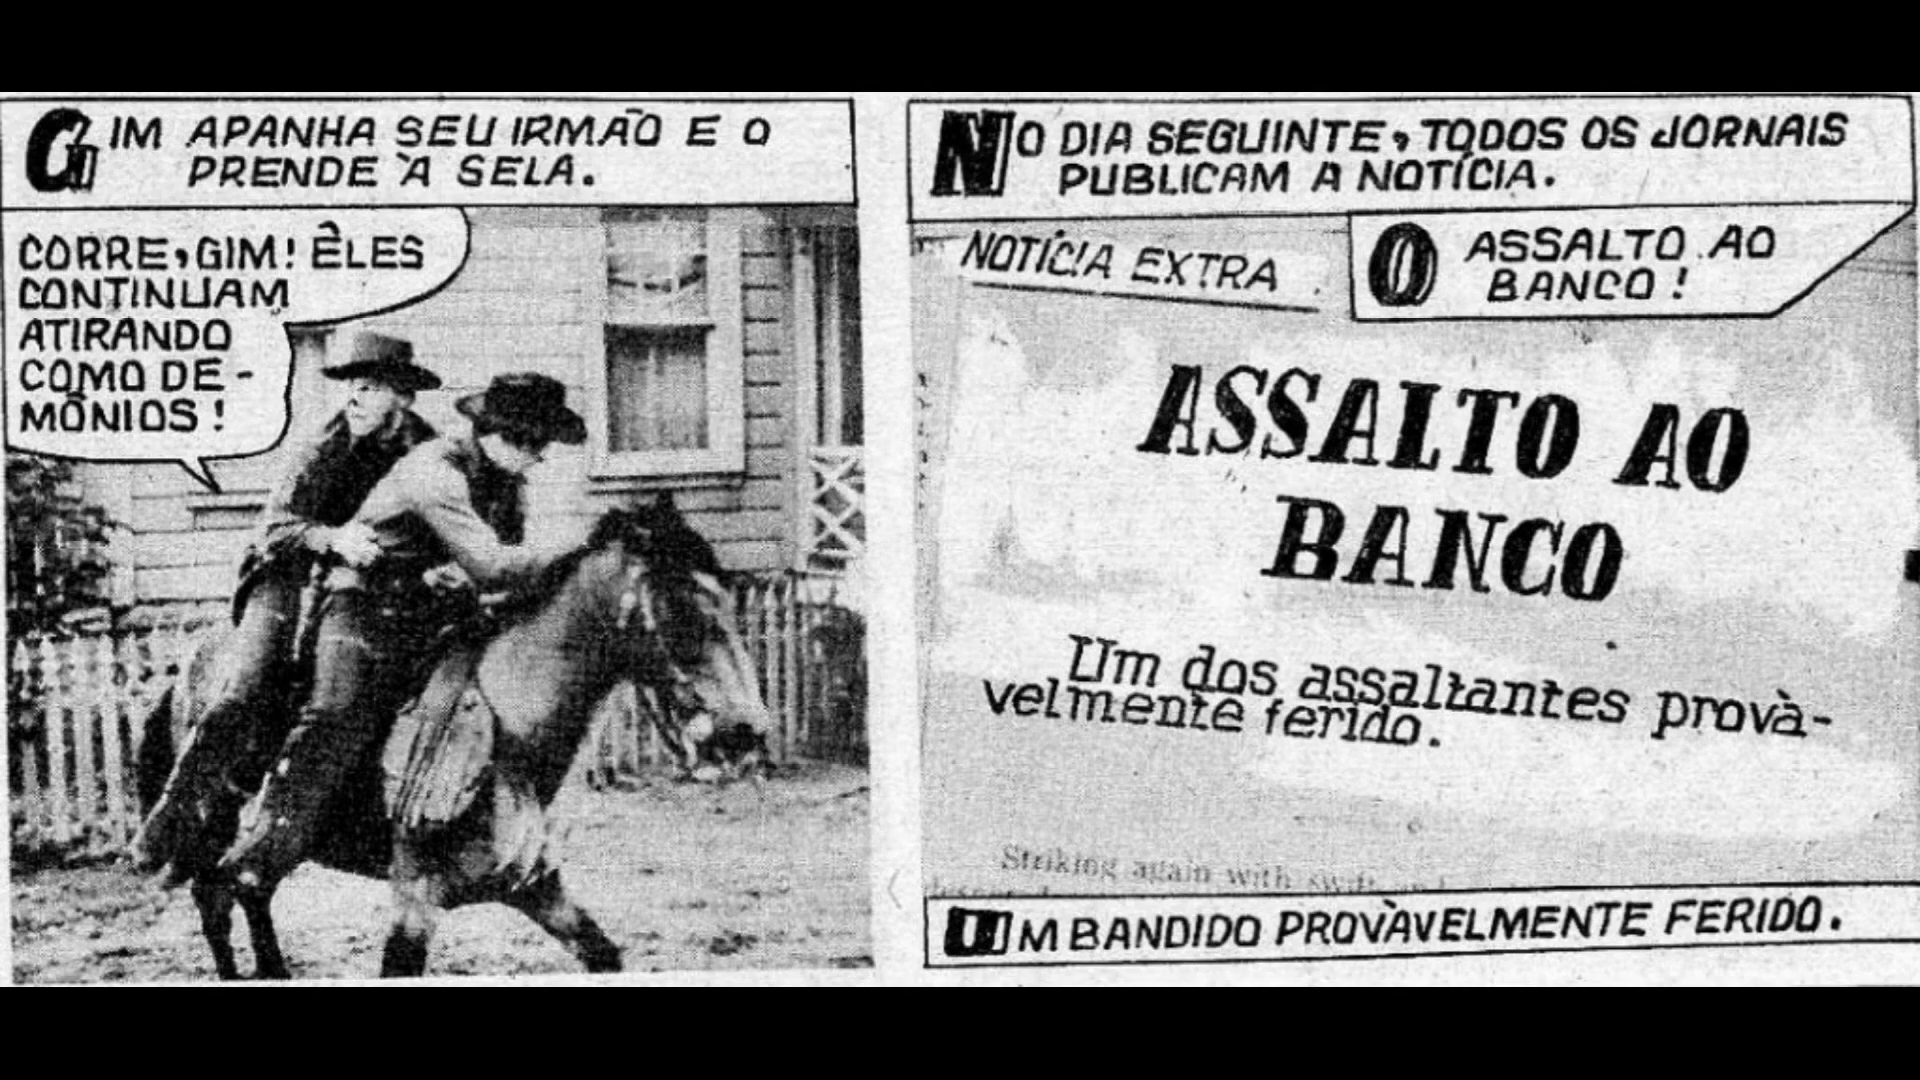 GIM APANHA SEU IRMÃO E O
PRENDE À SELA.
CORRE, GIM! ÊLES
CONTINUAM
ATIRANDO
COMO DE-
MÔNIOS!
NO DIA SEGUINTE, TODOS OS JORNAIS
PUBLICAM A NOTÍCIA.
NOTÍCIA EXTRA
O ASSALTO AO
BANCO!
ASSALTO AO
BANCO
Um dos assaltantes provà-
velmente ferido.
Striking again with swift
UM BANDIDO PROVÀVELMENTE FERIDO.